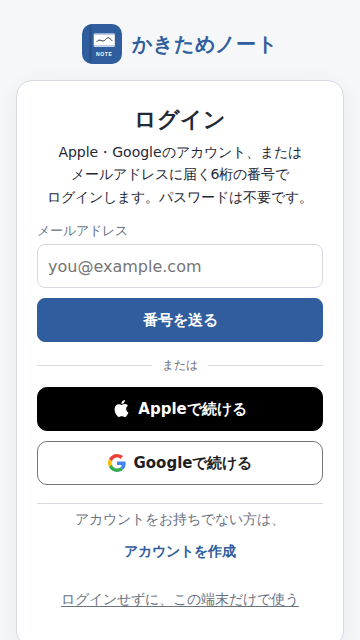 NOTE
かきためノート
ログイン
Apple・Googleのアカウント、または
メールアドレスに届く6桁の番号で
ログインします。パスワードは不要です。
メールアドレス
you@example.com
番号を送る
または
Appleで続ける
Googleで続ける
アカウントをお持ちでない方は、
アカウントを作成
ログインせずに、この端末だけで使う